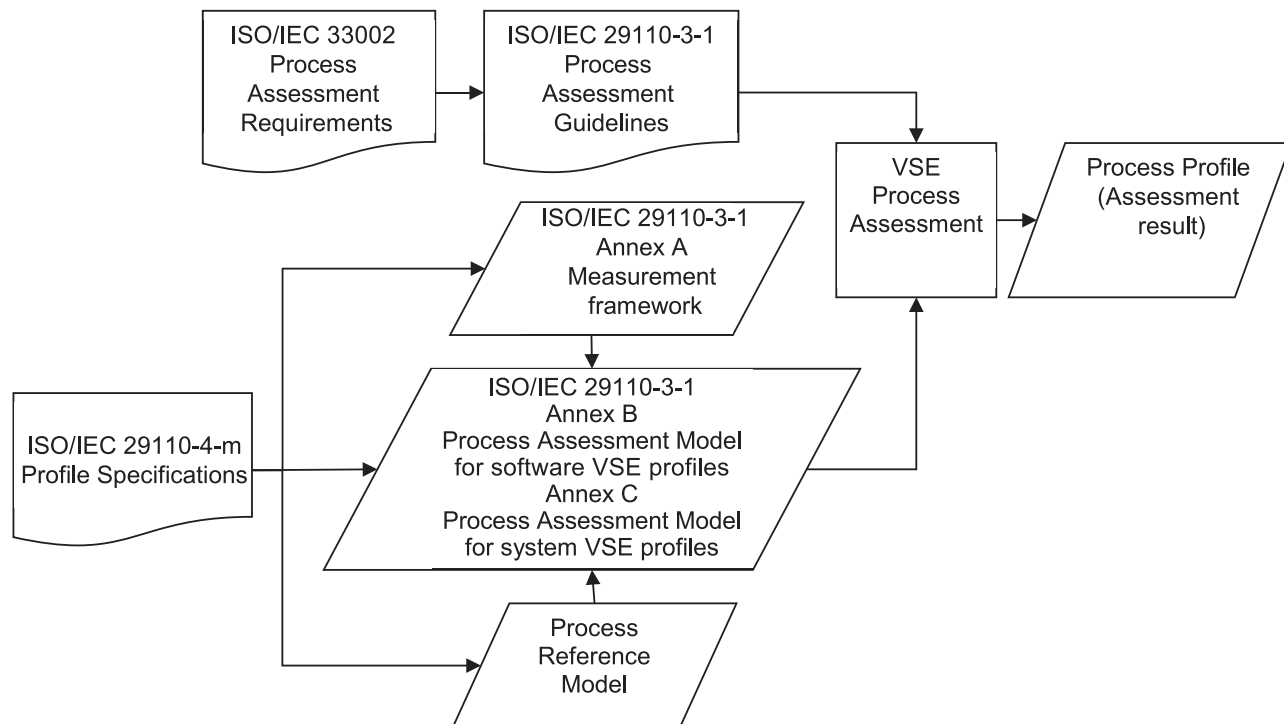 ISO/IEC 33002
Process
Assessment
Requirements
ISO/IEC 29110-3-1
Process
Assessment
Guidelines
VSE
Process
Assessment
Process Profile
(Assessment
result)
ISO/IEC 29110-3-1
Annex A
Measurement
framework
ISO/IEC 29110-4-m
Profile Specifications
ISO/IEC 29110-3-1
Annex B
Process Assessment Model
for software VSE profiles
Annex C
Process Assessment Model
for system VSE profiles
Process
Reference
Model